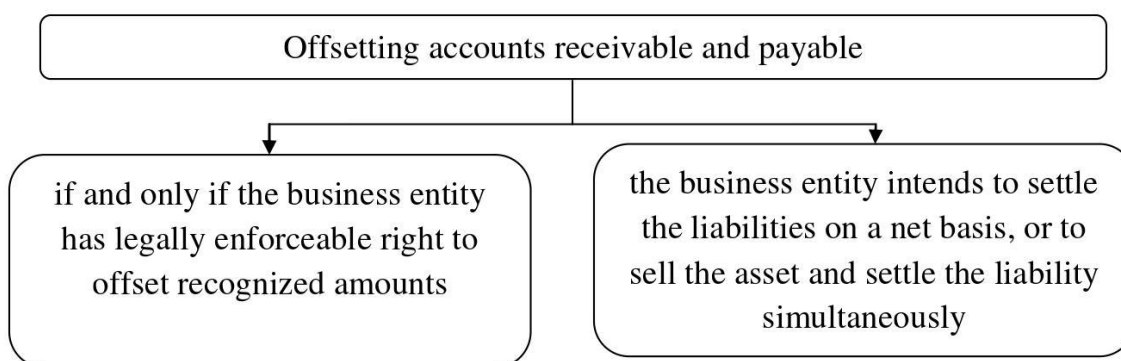 Offsetting accounts receivable and payable
if and only if the business entity
has legally enforceable right to
offset recognized amounts
the business entity intends to settle
the liabilities on a net basis, or to
sell the asset and settle the liability
simultaneously